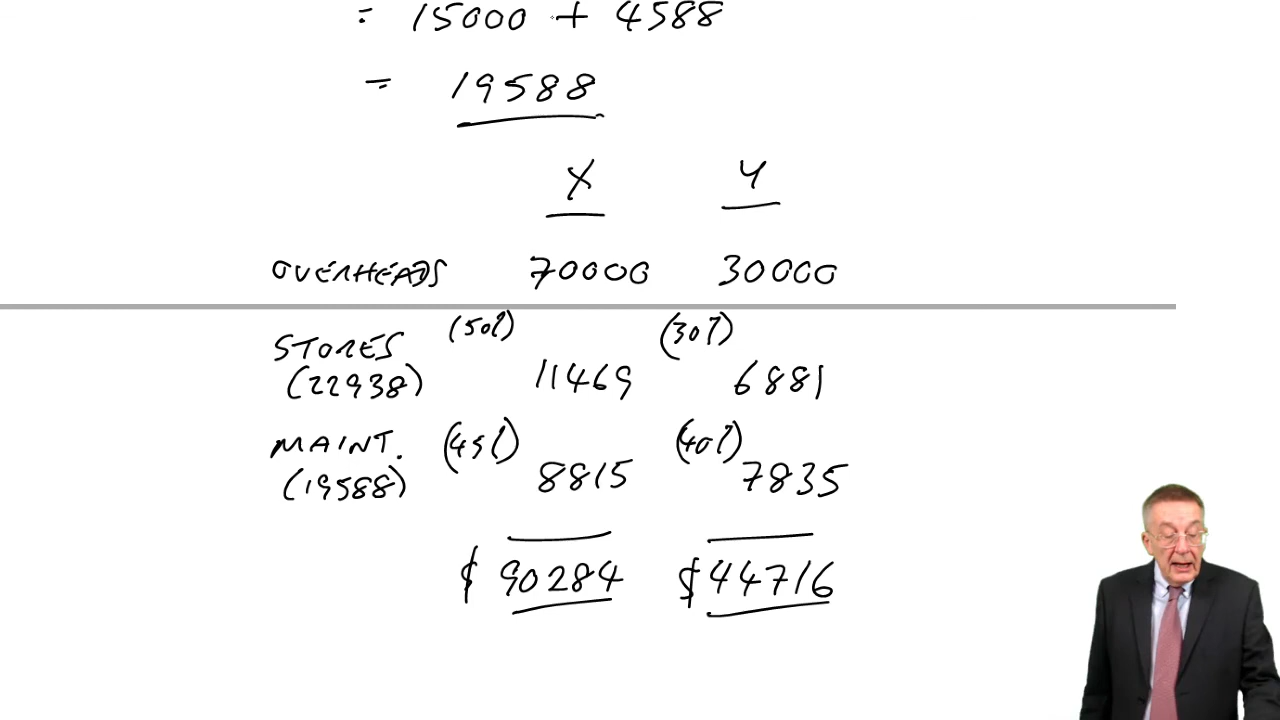 = 15000 + 4588
= 19588
X Y
OVERHEADS 70000 30000
STORES (50%) (30%)
(22938) 11469 6881
MAINT. (45%) (40%)
(19588) 8815 7835
$ 90284 $ 44716